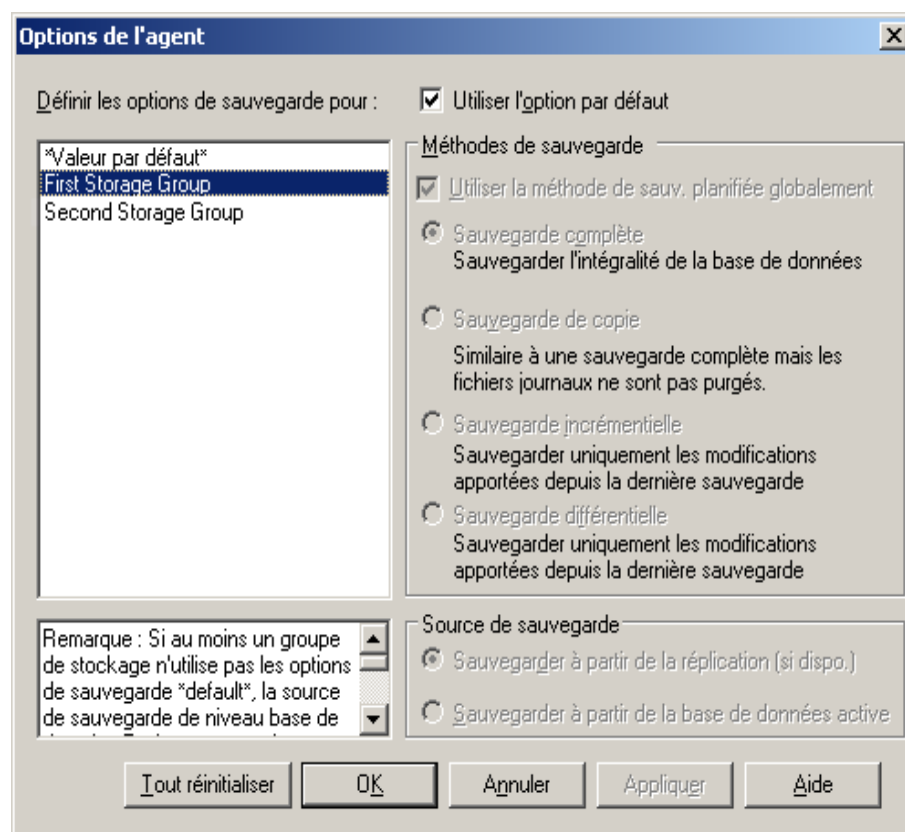 Options de l'agent
Définir les options de sauvegarde pour :
Utiliser l'option par défaut
*Valeur par défaut*
First Storage Group
Second Storage Group
Méthodes de sauvegarde
Utiliser la méthode de sauv. planifiée globalement
Sauvegarde complète
Sauvegarder l'intégralité de la base de données
Sauvegarde de copie
Similaire à une sauvegarde complète mais les
fichiers journaux ne sont pas purgés.
Sauvegarde incrémentielle
Sauvegarder uniquement les modifications
apportées depuis la dernière sauvegarde
Sauvegarde différentielle
Sauvegarder uniquement les modifications
apportées depuis la dernière sauvegarde
Remarque : Si au moins un groupe
de stockage n'utilise pas les options
de sauvegarde *default*, la source
de sauvegarde de niveau base de
Source de sauvegarde
Sauvegarder à partir de la réplication (si dispo.)
Sauvegarder à partir de la base de données active
Tout réinitialiser
OK
Annuler
Appliquer
Aide